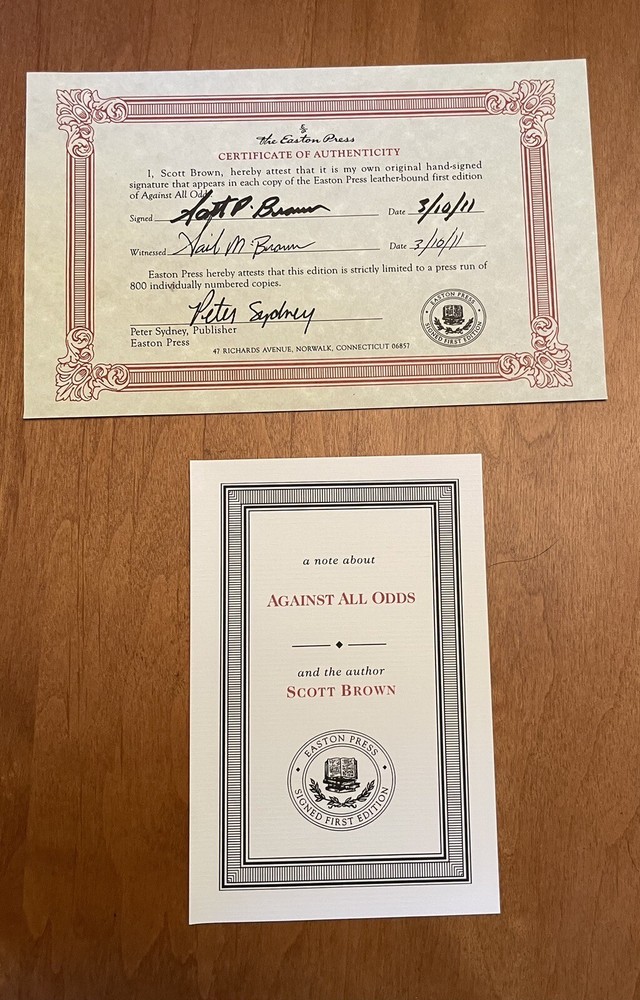 the Easton Press
CERTIFICATE OF AUTHENTICITY
I, Scott Brown, hereby attest that it is my own original hand-signed
signature that appears in each copy of the Easton Press leather-bound first edition
of Against All Odds
Signed Scott P. Brown Date 3/10/11
Witnessed Gail M Brown Date 3/10/11
Easton Press hereby attests that this edition is strictly limited to a press run of
800 individually numbered copies.
Peter Sydney
Peter Sydney, Publisher
Easton Press
47 RICHARDS AVENUE, NORWALK, CONNECTICUT 06857
EASTON PRESS
SIGNED FIRST EDITION
a note about
AGAINST ALL ODDS
and the author
SCOTT BROWN
EASTON PRESS
SIGNED FIRST EDITION